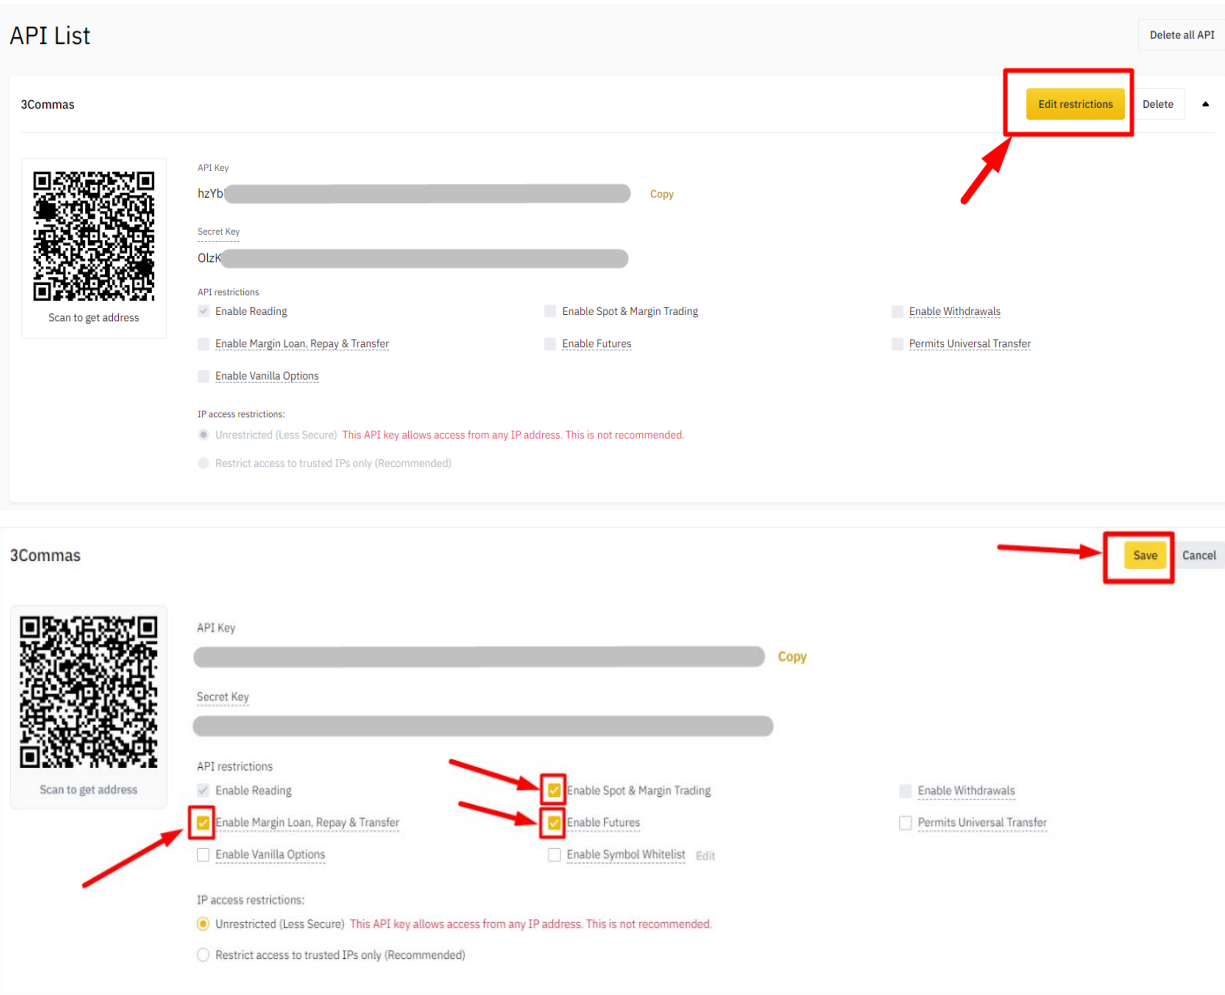 API List
Delete all API
3Commas
Edit restrictions
Delete
API Key
hzYb
Copy
Secret Key
OlzK
Scan to get address
API restrictions
Enable Reading
Enable Spot & Margin Trading
Enable Withdrawals
Enable Margin Loan, Repay & Transfer
Enable Futures
Permits Universal Transfer
Enable Vanilla Options
IP access restrictions:
Unrestricted (Less Secure) This API key allows access from any IP address. This is not recommended.
Restrict access to trusted IPs only (Recommended)
3Commas
Save
Cancel
API Key
Copy
Secret Key
Scan to get address
API restrictions
Enable Reading
Enable Spot & Margin Trading
Enable Withdrawals
Enable Margin Loan, Repay & Transfer
Enable Futures
Permits Universal Transfer
Enable Vanilla Options
Enable Symbol Whitelist Edit
IP access restrictions:
Unrestricted (Less Secure) This API key allows access from any IP address. This is not recommended.
Restrict access to trusted IPs only (Recommended)